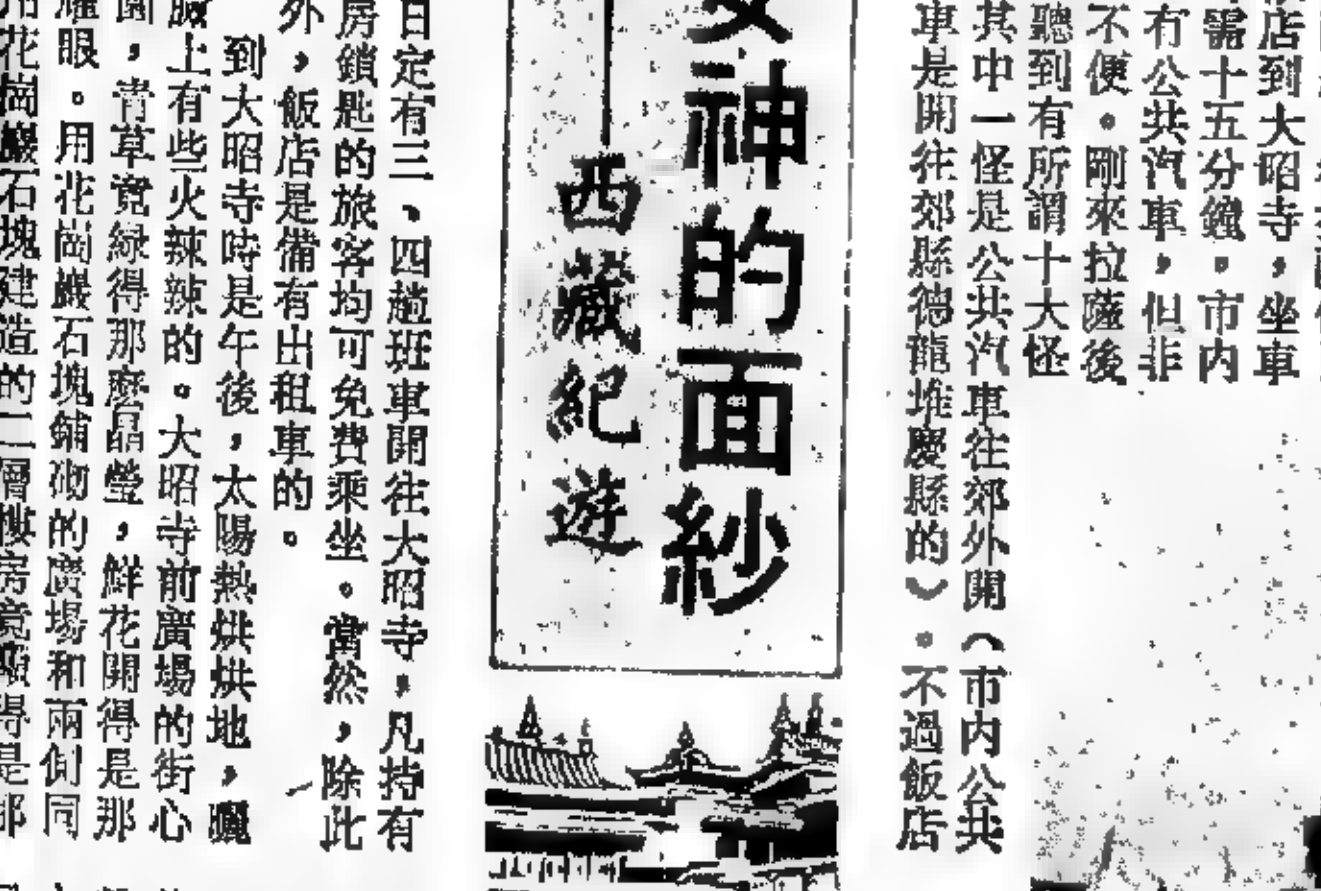 店到大昭寺，坐車
需十五分鐘。市内
有公共汽車，但非
不便。剛來拉薩後
聽到有所謂十大怪
其中一怪是公共汽車往郊外開（市内公共
車是開往郊縣德龍堆慶縣的）。不過飯店
女神的面紗
——西藏紀遊
日定有三、四趟班車開往大昭寺，凡持有
房鎖匙的旅客均可免費乘坐。當然，除此
外，飯店是備有出租車的。
到大昭寺時是午後，太陽熱烘烘地，曬
臉上有些火辣辣的。大昭寺前廣場的街心
園，青草竟綠得那麼晶瑩，鮮花開得是那
耀眼。用花崗巖石塊鋪砌的廣場和兩側同
花崗巖石塊建造的二層樓房竟顯得是那